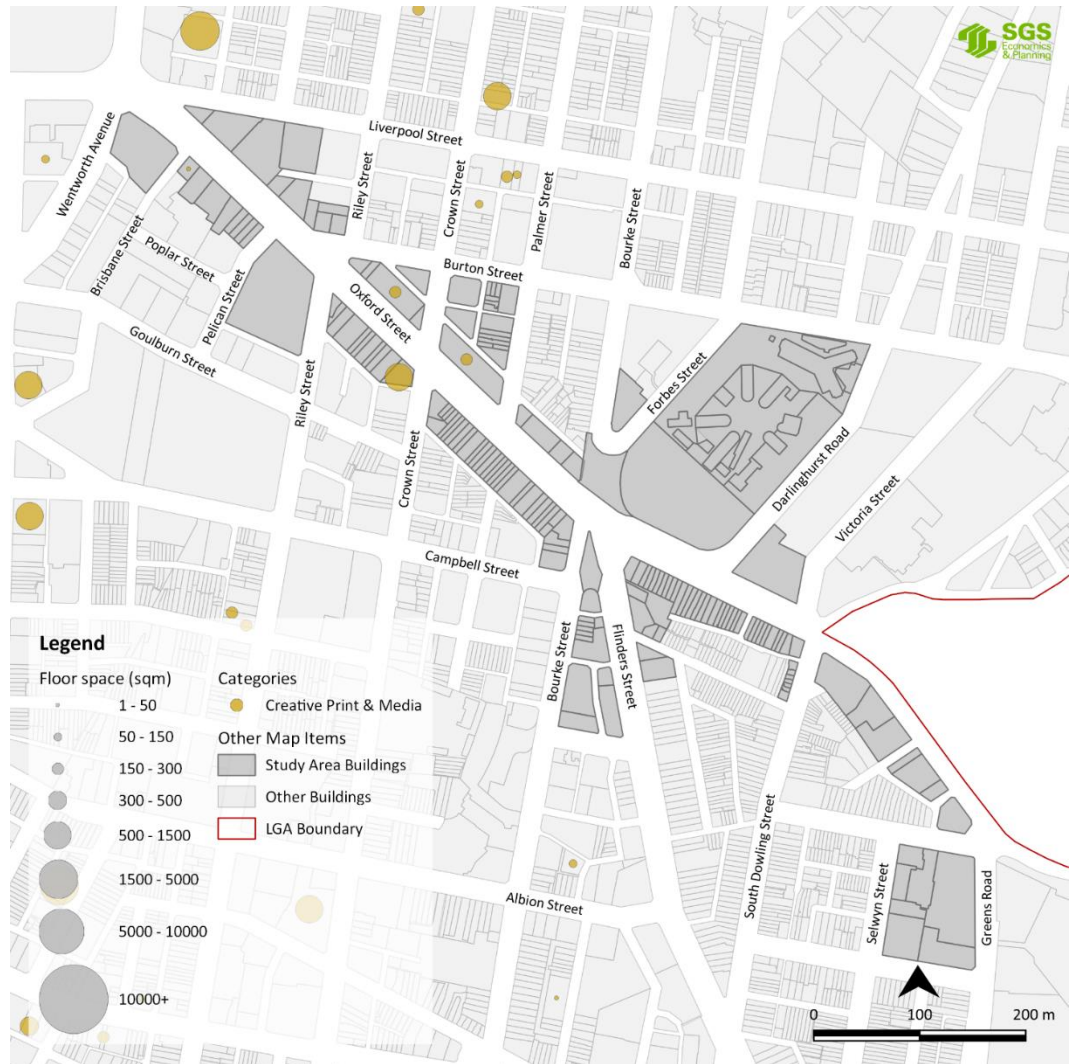 SGS
Economics
& Planning
Liverpool Street
Wentworth Avenue
Riley Street
Crown Street
Palmer Street
Bourke Street
Brisbane Street
Poplar Street
Pelican Street
Burton Street
Oxford Street
Goulburn Street
Riley Street
Crown Street
Forbes Street
Darlinghurst Road
Victoria Street
Campbell Street
Bourke Street
Flinders Street
South Dowling Street
Selwyn Street
Greens Road
Albion Street
Legend
Floor space (sqm)
1 - 50
50 - 150
150 - 300
300 - 500
500 - 1500
1500 - 5000
5000 - 10000
10000+
Categories
Creative Print & Media
Other Map Items
Study Area Buildings
Other Buildings
LGA Boundary
0 100 200 m